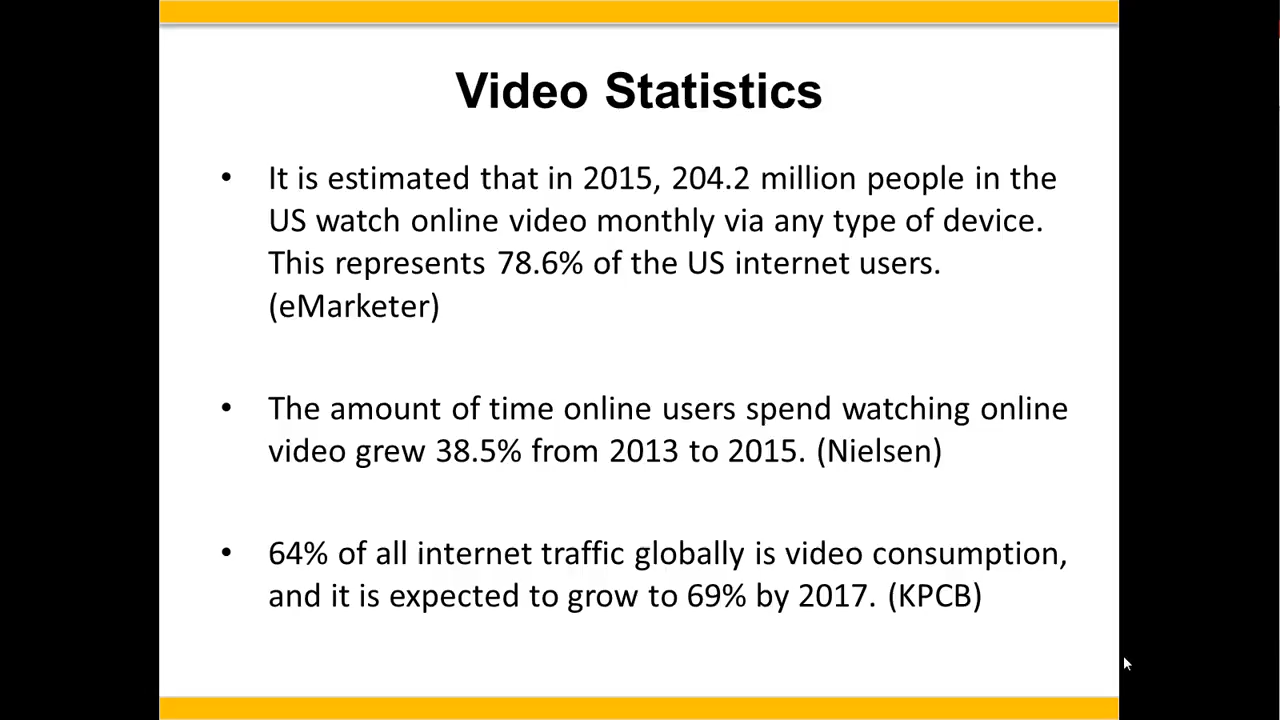 Video Statistics
• It is estimated that in 2015, 204.2 million people in the
US watch online video monthly via any type of device.
This represents 78.6% of the US internet users.
(eMarketer)
• The amount of time online users spend watching online
video grew 38.5% from 2013 to 2015. (Nielsen)
• 64% of all internet traffic globally is video consumption,
and it is expected to grow to 69% by 2017. (KPCB)